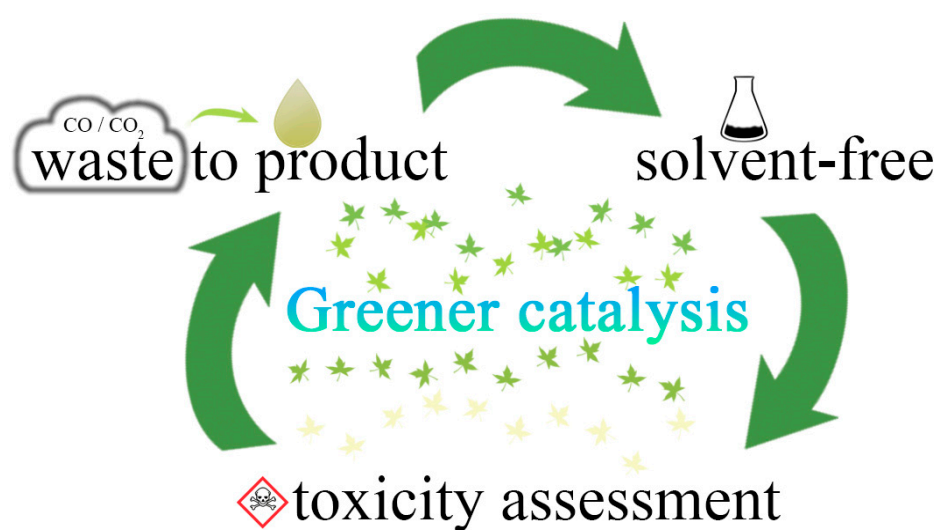 CO / CO₂
waste to product
solvent-free
Greener catalysis
toxicity assessment